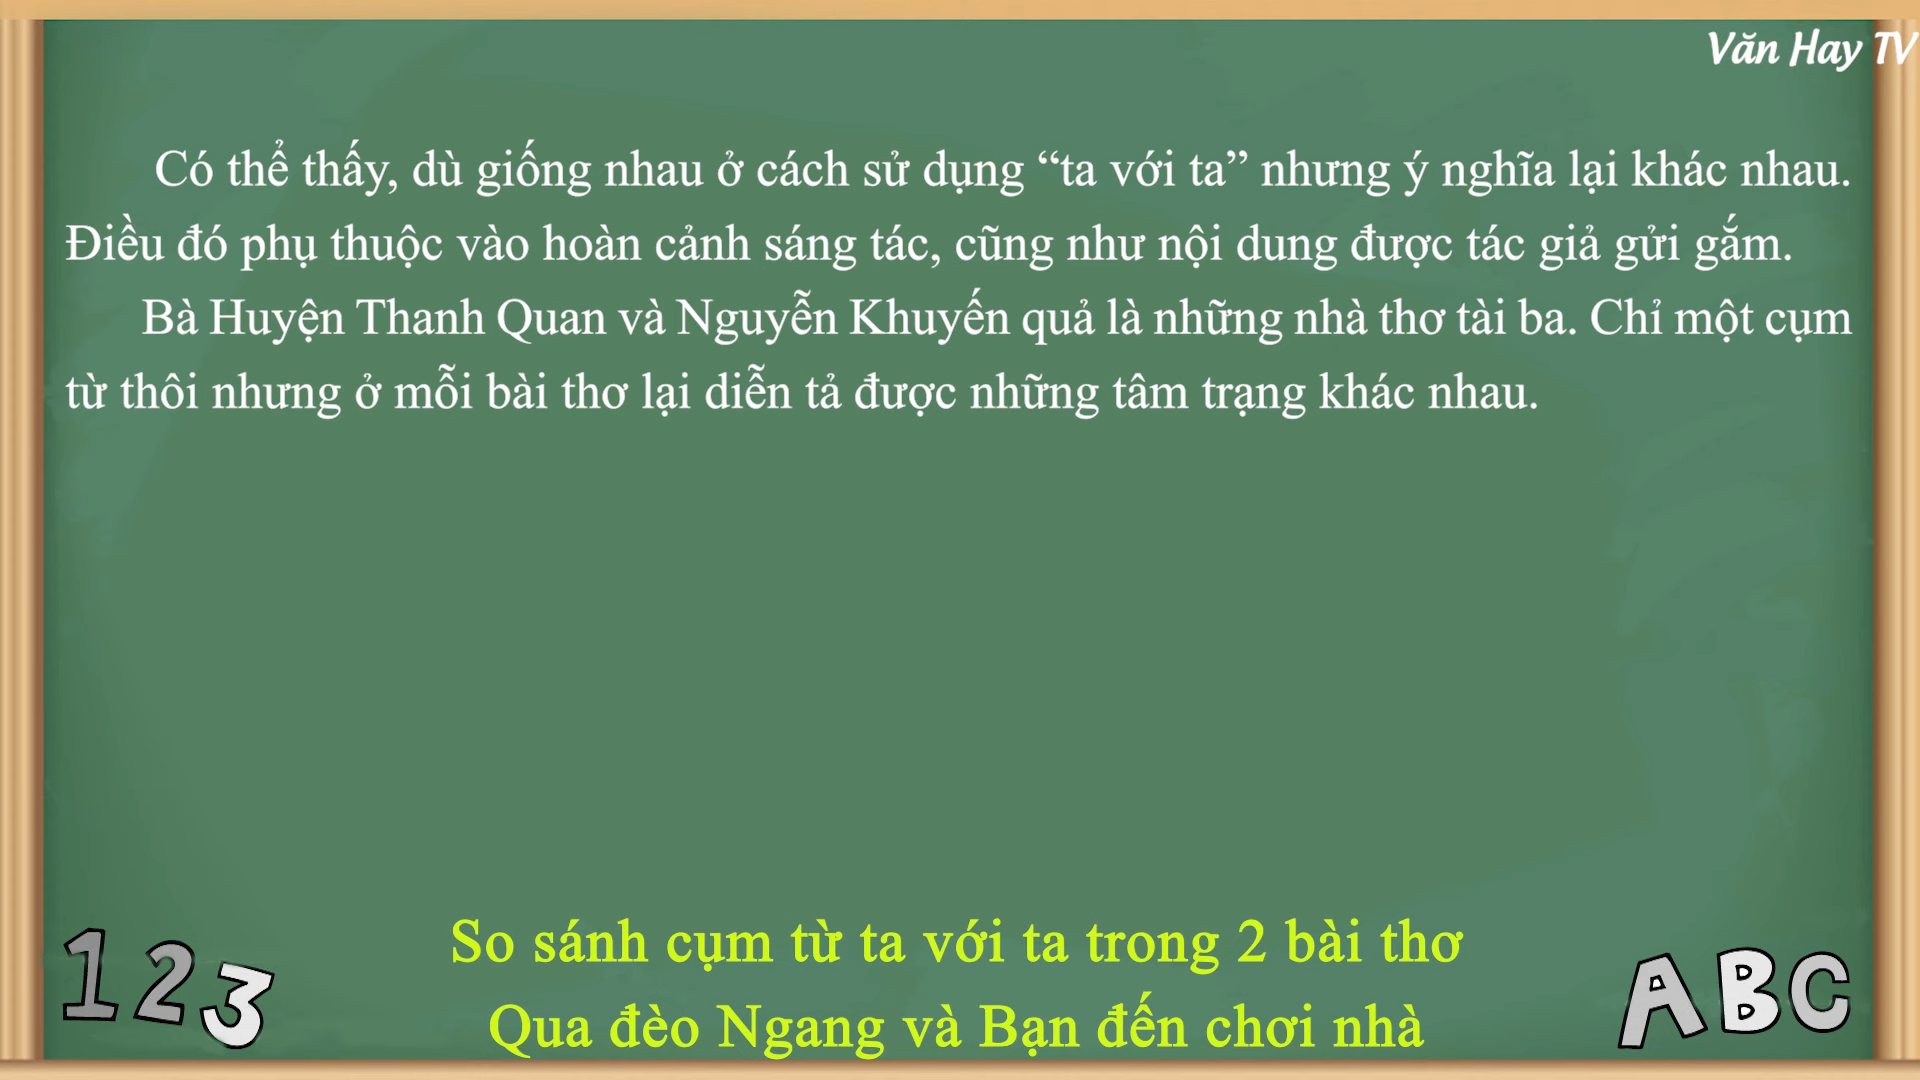 Văn Hay TV
Có thể thấy, dù giống nhau ở cách sử dụng “ta với ta” nhưng ý nghĩa lại khác nhau.
Điều đó phụ thuộc vào hoàn cảnh sáng tác, cũng như nội dung được tác giả gửi gắm.
Bà Huyện Thanh Quan và Nguyễn Khuyến quả là những nhà thơ tài ba. Chỉ một cụm
từ thôi nhưng ở mỗi bài thơ lại diễn tả được những tâm trạng khác nhau.
So sánh cụm từ ta với ta trong 2 bài thơ
Qua đèo Ngang và Bạn đến chơi nhà
123
ABC